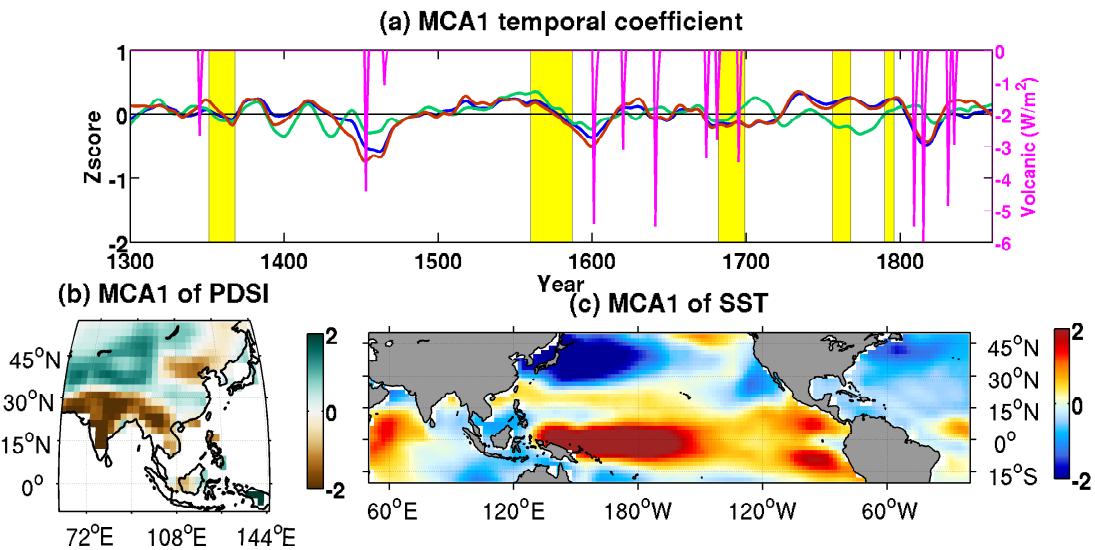 (a) MCA1 temporal coefficient
1
0
-1
-2
Zscore
0
-1
-2
-3
-4
-5
-6
Volcanic (W/m²)
1300 1400 1500 1600 1700 1800
Year
(b) MCA1 of PDSI
45°N
30°N
15°N
0°
72°E 108°E 144°E
2
0
-2
(c) MCA1 of SST
45°N
30°N
15°N
0°
15°S
60°E 120°E 180°W 120°W 60°W
2
0
-2